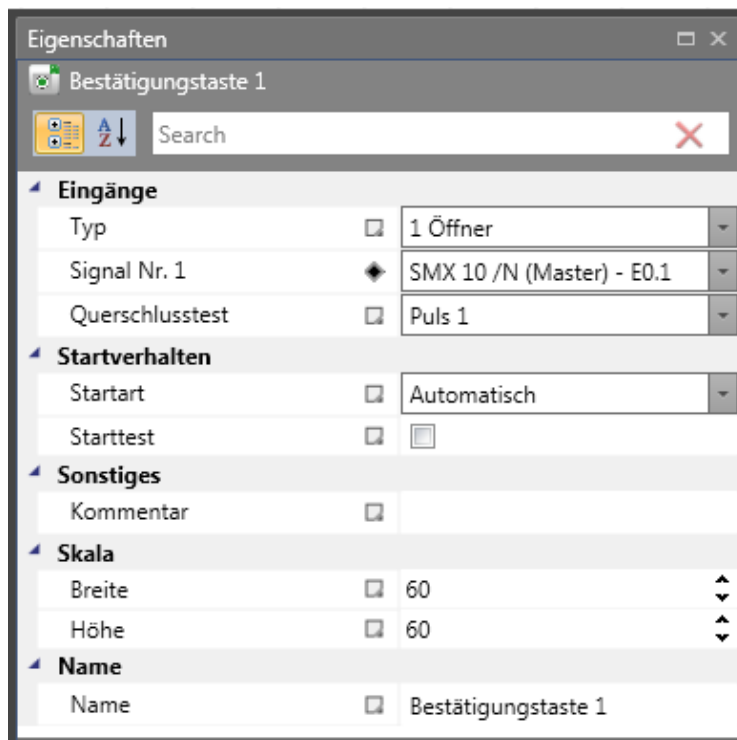 Eigenschaften
Bestätigungstaste 1
A Z Search
Eingänge
Typ 1 Öffner
Signal Nr. 1 SMX 10 /N (Master) - E0.1
Querschlusstest Puls 1
Startverhalten
Startart Automatisch
Starttest
Sonstiges
Kommentar
Skala
Breite 60
Höhe 60
Name
Name Bestätigungstaste 1